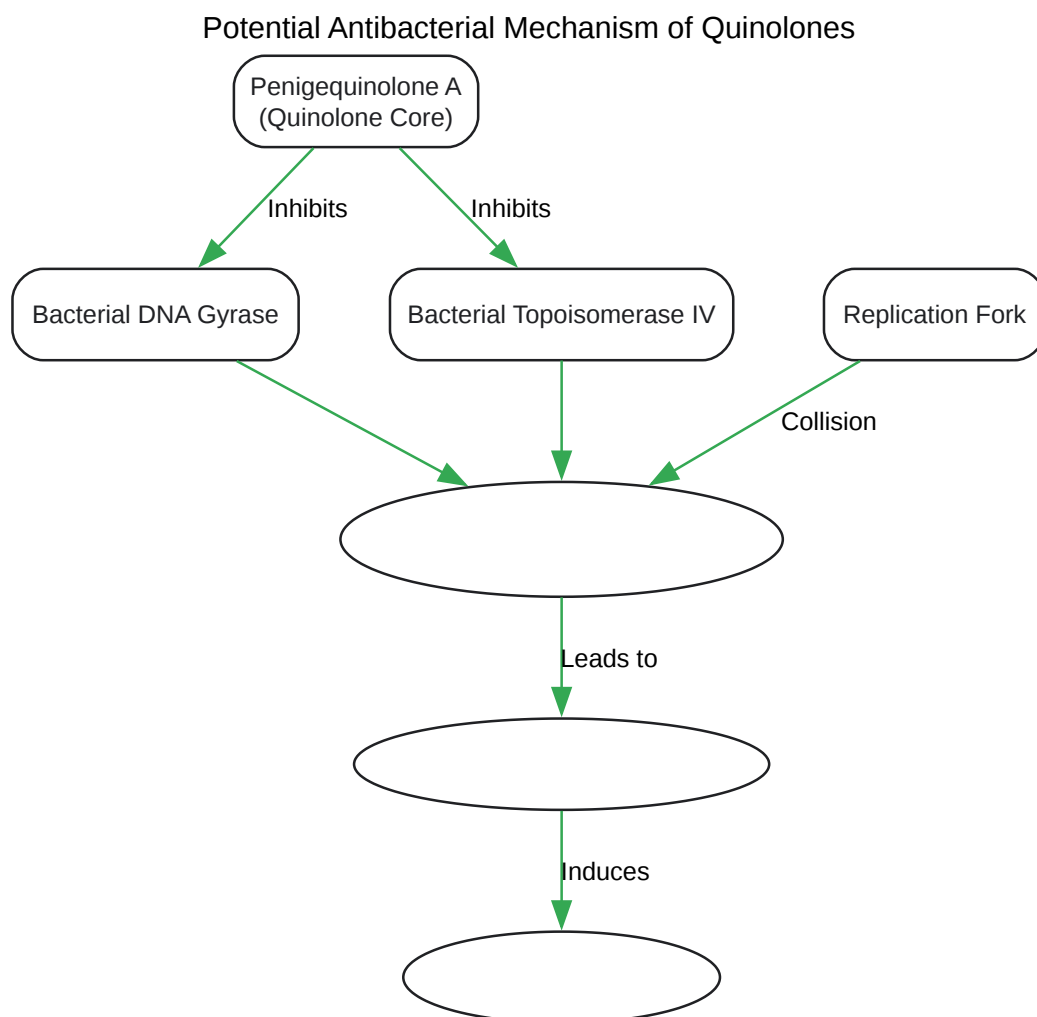 Potential Antibacterial Mechanism of Quinolones
Penigequinolone A
(Quinolone Core)
Inhibits
Inhibits
Bacterial DNA Gyrase
Bacterial Topoisomerase IV
Replication Fork
Collision
Leads to
Induces